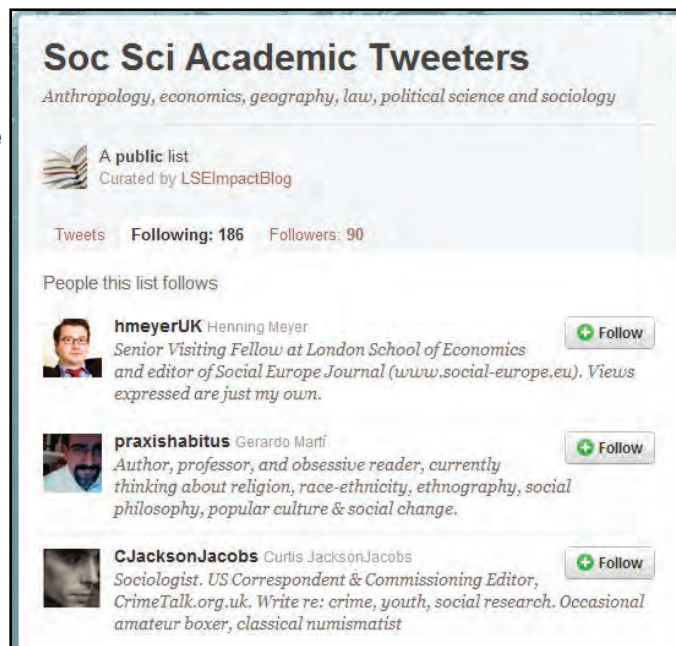 Soc Sci Academic Tweeters
Anthropology, economics, geography, law, political science and sociology
A public list
Curated by LSEImpactBlog
Tweets Following: 186 Followers: 90
People this list follows
hmeyerUK Henning Meyer
Follow
Senior Visiting Fellow at London School of Economics
and editor of Social Europe Journal (www.social-europe.eu). Views
expressed are just my own.
praxishabitus Gerardo Martí
Follow
Author, professor, and obsessive reader, currently
thinking about religion, race-ethnicity, ethnography, social
philosophy, popular culture & social change.
CJacksonJacobs Curtis JacksonJacobs
Follow
Sociologist. US Correspondent & Commissioning Editor,
CrimeTalk.org.uk. Write re: crime, youth, social research. Occasional
amateur boxer, classical numismatist